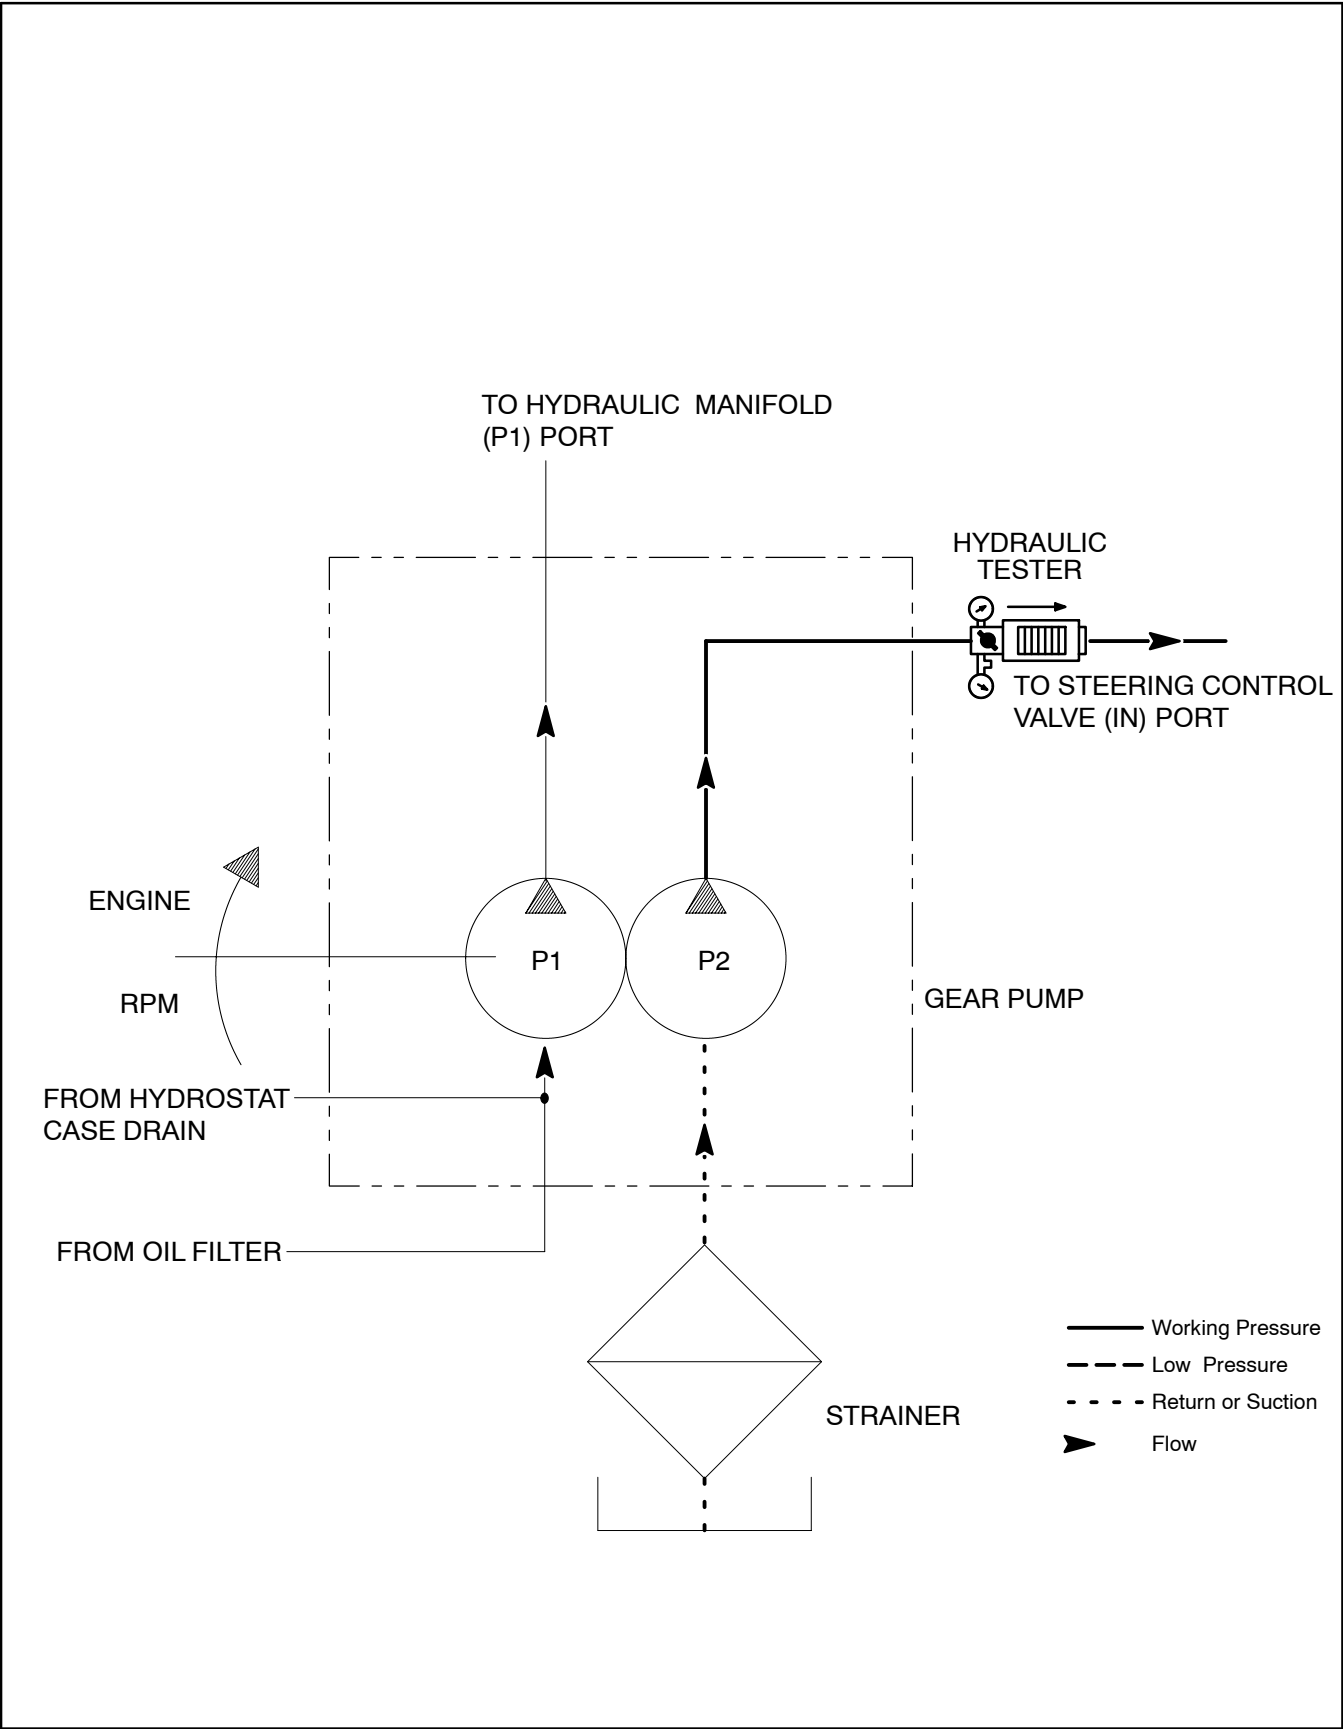 TO HYDRAULIC MANIFOLD
(P1) PORT
HYDRAULIC
TESTER
TO STEERING CONTROL
VALVE (IN) PORT
ENGINE
P1
P2
RPM
GEAR PUMP
FROM HYDROSTAT
CASE DRAIN
FROM OIL FILTER
Working Pressure
Low Pressure
Return or Suction
STRAINER
Flow